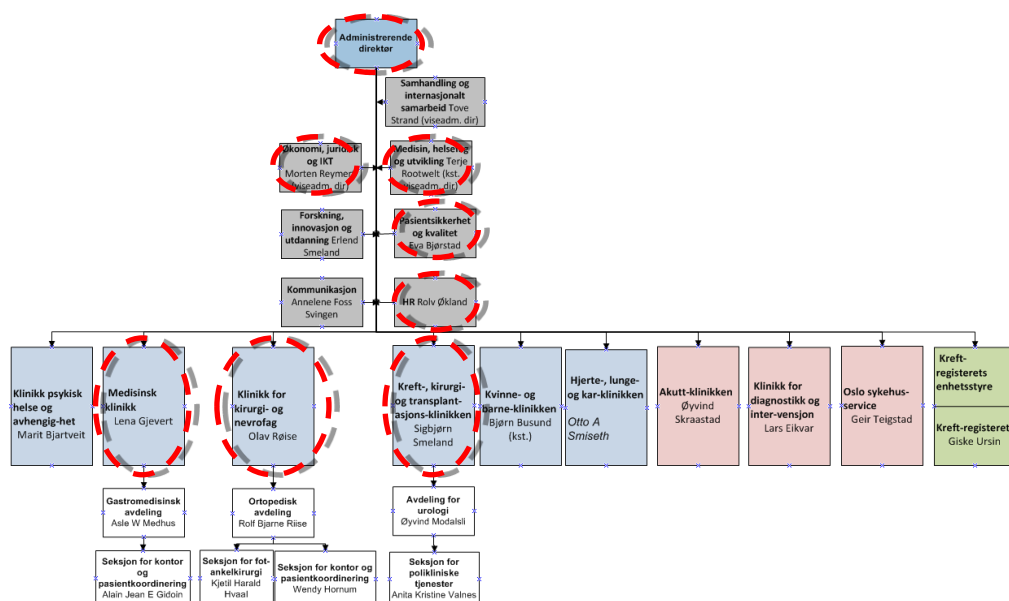 Administrerende
direktør
Samhandling og
internasjonalt
samarbeid Tove
Strand (viseadm. dir)
Økonomi, juridisk
og IKT
Morten Reymert
(viseadm. dir)
Medisin, helsefag
og utvikling Terje
Rootwelt (kst.
viseadm. dir)
Forskning,
innovasjon og
utdanning Erlend
Smeland
Pasientsikkerhet
og kvalitet
Eva Bjørstad
Kommunikasjon
Annelene Foss
Svingen
HR Rolv Økland
Klinikk psykisk
helse og
avhengig-het
Marit Bjartveit
Medisinsk
klinikk
Lena Gjevert
Klinikk for
kirurgi- og
nevrofag
Olav Røise
Kreft-, kirurgi-
og transplant-
asjons-klinikken
Sigbjørn
Smeland
Kvinne- og
barne-klinikken
Bjørn Busund
(kst.)
Hjerte-, lunge-
og kar-klinikken
Otto A
Smiseth
Akutt-klinikken
Øyvind
Skraastad
Klinikk for
diagnostikk og
inter-vensjon
Lars Eikvar
Oslo sykehus-
service
Geir Teigstad
Kreft-
registerets
enhetsstyre
Kreft-registeret
Giske Ursin
Gastromedisinsk
avdeling
Asle W Medhus
Ortopedisk
avdeling
Rolf Bjarne Riise
Avdeling for
urologi
Øyvind Modalsli
Seksjon for kontor
og
pasientkoordinering
Alain Jean E Gidoin
Seksjon for fot-
ankelkirurgi
Kjetil Harald
Hvaal
Seksjon for kontor og
pasientkoordinering
Wendy Hornum
Seksjon for
polikliniske
tjenester
Anita Kristine Valnes